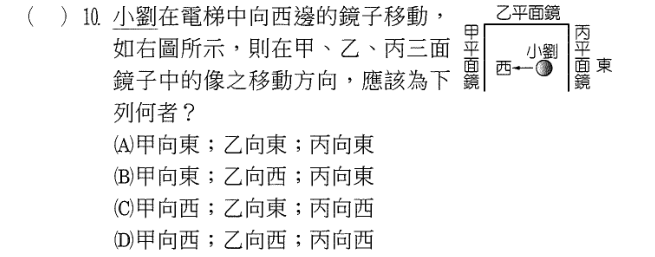 (　) 10. 小劉在電梯中向西邊的鏡子移動，
如右圖所示，則在甲、乙、丙三面
鏡子中的像之移動方向，應該為下
列何者？
(A)甲向東；乙向東；丙向東
(B)甲向東；乙向西；丙向東
(C)甲向西；乙向東；丙向西
(D)甲向西；乙向西；丙向西
乙平面鏡
甲平面鏡
小劉
西
丙平面鏡
東